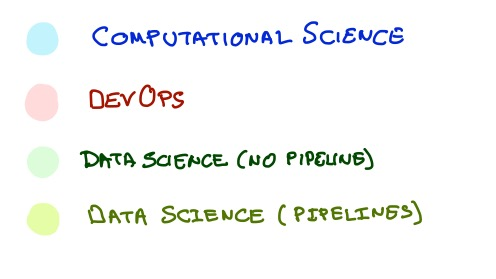 COMPUTATIONAL SCIENCE
DEVOPS
DATA SCIENCE (NO PIPELINE)
DATA SCIENCE (PIPELINES)